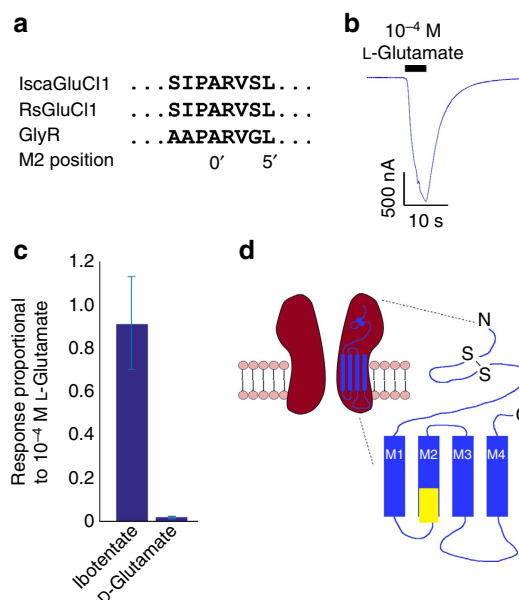 a
IscaGluCl1 ...SIPARVSL...
RsGluCl1 ...SIPARVSL...
GlyR ...AAPARVGL...
M2 position 0′ 5′
b
10⁻⁴ M
L-Glutamate
500 nA
10 s
c
Response proportional
to 10⁻⁴ M L-Glutamate
1.2
1.0
0.8
0.6
0.4
0.2
0
Ibotentate
D-Glutamate
d
N
S
S
M1 M2 M3 M4